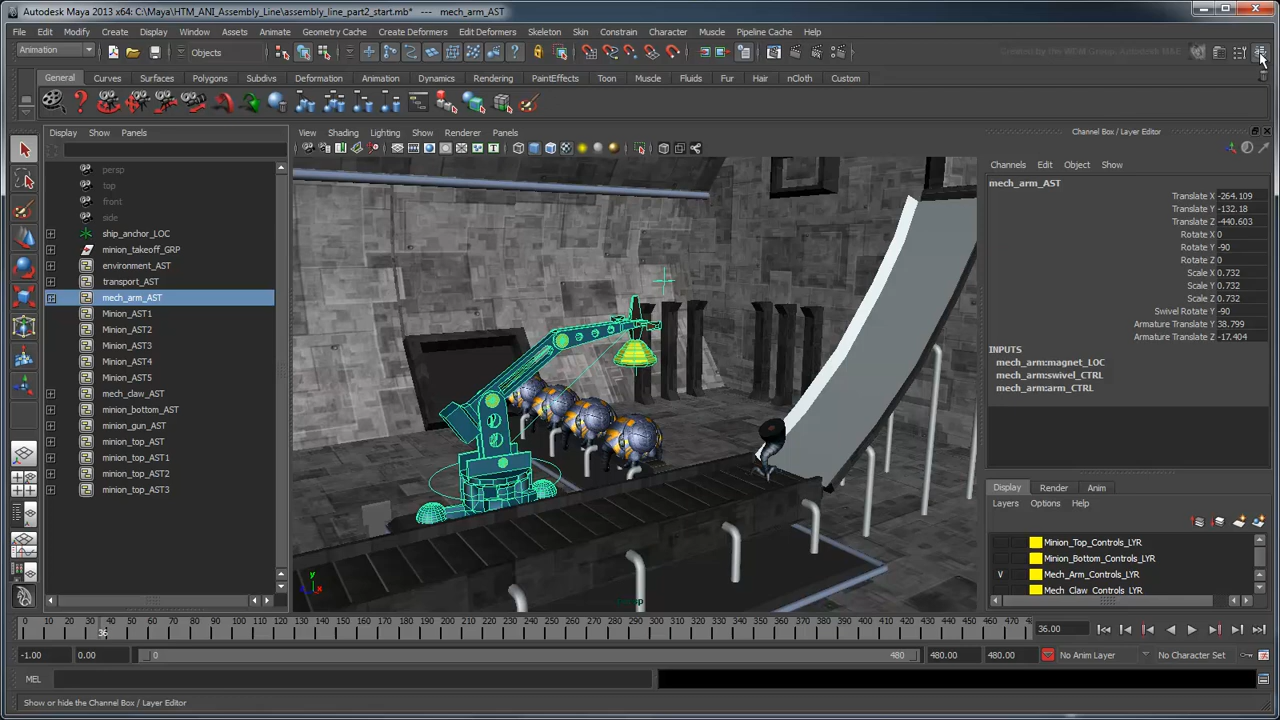 Autodesk Maya 2013 x64: C:\Maya\HTM_ANI_Assembly_Line\assembly_line_part2_start.mb* --- mech_arm_AST
File Edit Modify Create Display Window Assets Animate Geometry Cache Create Deformers Edit Deformers Skeleton Skin Constrain Character Muscle Pipeline Cache Help
Animation Objects
General Curves Surfaces Polygons Subdivs Deformation Animation Dynamics Rendering PaintEffects Toon Muscle Fluids Fur Hair nCloth Custom
Display Show Panels
View Shading Lighting Show Renderer Panels
Channel Box / Layer Editor
Channels Edit Object Show
persp
top
front
side
ship_anchor_LOC
minion_takeoff_GRP
environment_AST
transport_AST
mech_arm_AST
Minion_AST1
Minion_AST2
Minion_AST3
Minion_AST4
Minion_AST5
mech_claw_AST
minion_bottom_AST
minion_gun_AST
minion_top_AST
minion_top_AST1
minion_top_AST2
minion_top_AST3
y
x
persp
mech_arm_AST
Translate X -264.109
Translate Y -132.18
Translate Z -440.603
Rotate X 0
Rotate Y -90
Rotate Z 0
Scale X 0.732
Scale Y 0.732
Scale Z 0.732
Swivel Rotate Y -90
Armature Translate Y 38.799
Armature Translate Z -17.404
INPUTS
mech_arm:magnet_LOC
mech_arm:swivel_CTRL
mech_arm:arm_CTRL
Display Render Anim
Layers Options Help
Minion_Top_Controls_LYR
Minion_Bottom_Controls_LYR
V Mech_Arm_Controls_LYR
Mech_Claw_Controls_LYR
0 10 20 30 36 40 50 60 70 80 90 100 110 120 130 140 150 160 170 180 190 200 210 220 230 240 250 260 270 280 290 300 310 320 330 340 350 360 370 380 390 400 410 420 430 440 450 460 470
36.00
-1.00 0.00 0 480 480.00 480.00 No Anim Layer No Character Set
MEL
Show or hide the Channel Box / Layer Editor